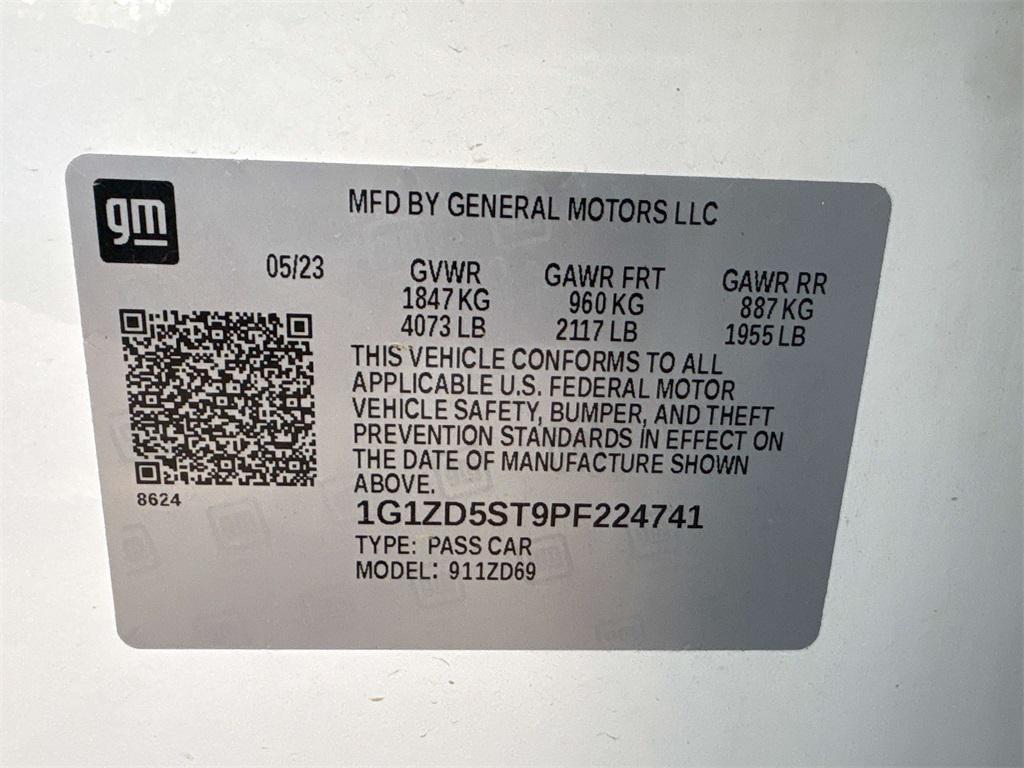 gm
MFD BY GENERAL MOTORS LLC
05/23
GVWR GAWR FRT GAWR RR
1847 KG 960 KG 887 KG
4073 LB 2117 LB 1955 LB
THIS VEHICLE CONFORMS TO ALL
APPLICABLE U.S. FEDERAL MOTOR
VEHICLE SAFETY, BUMPER, AND THEFT
PREVENTION STANDARDS IN EFFECT ON
THE DATE OF MANUFACTURE SHOWN
ABOVE.
8624
1G1ZD5ST9PF224741
TYPE: PASS CAR
MODEL: 911ZD69